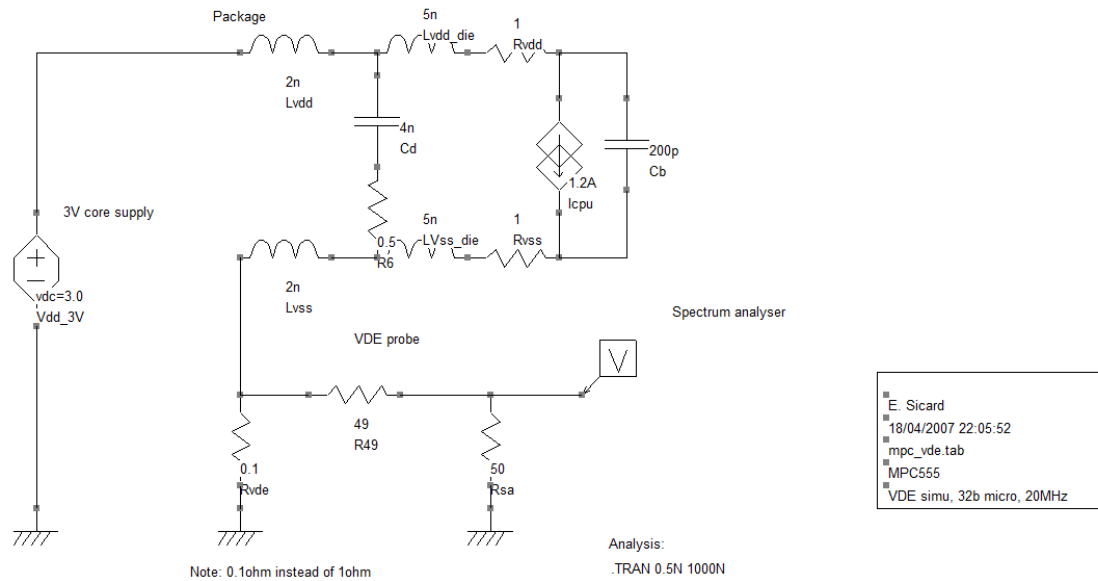 Package
5n
Lvdd_die
1
Rvdd
2n
Lvdd
4n
Cd
1.2A
Icpu
200p
Cb
3V core supply
vdc=3.0
Vdd_3V
0.5
R6
5n
LVss_die
1
Rvss
2n
Lvss
Spectrum analyser
VDE probe
V
49
R49
0.1
Rvde
50
Rsa
E. Sicard
18/04/2007 22:05:52
mpc_vde.tab
MPC555
VDE simu, 32b micro, 20MHz
Analysis:
.TRAN 0.5N 1000N
Note: 0.1ohm instead of 1ohm